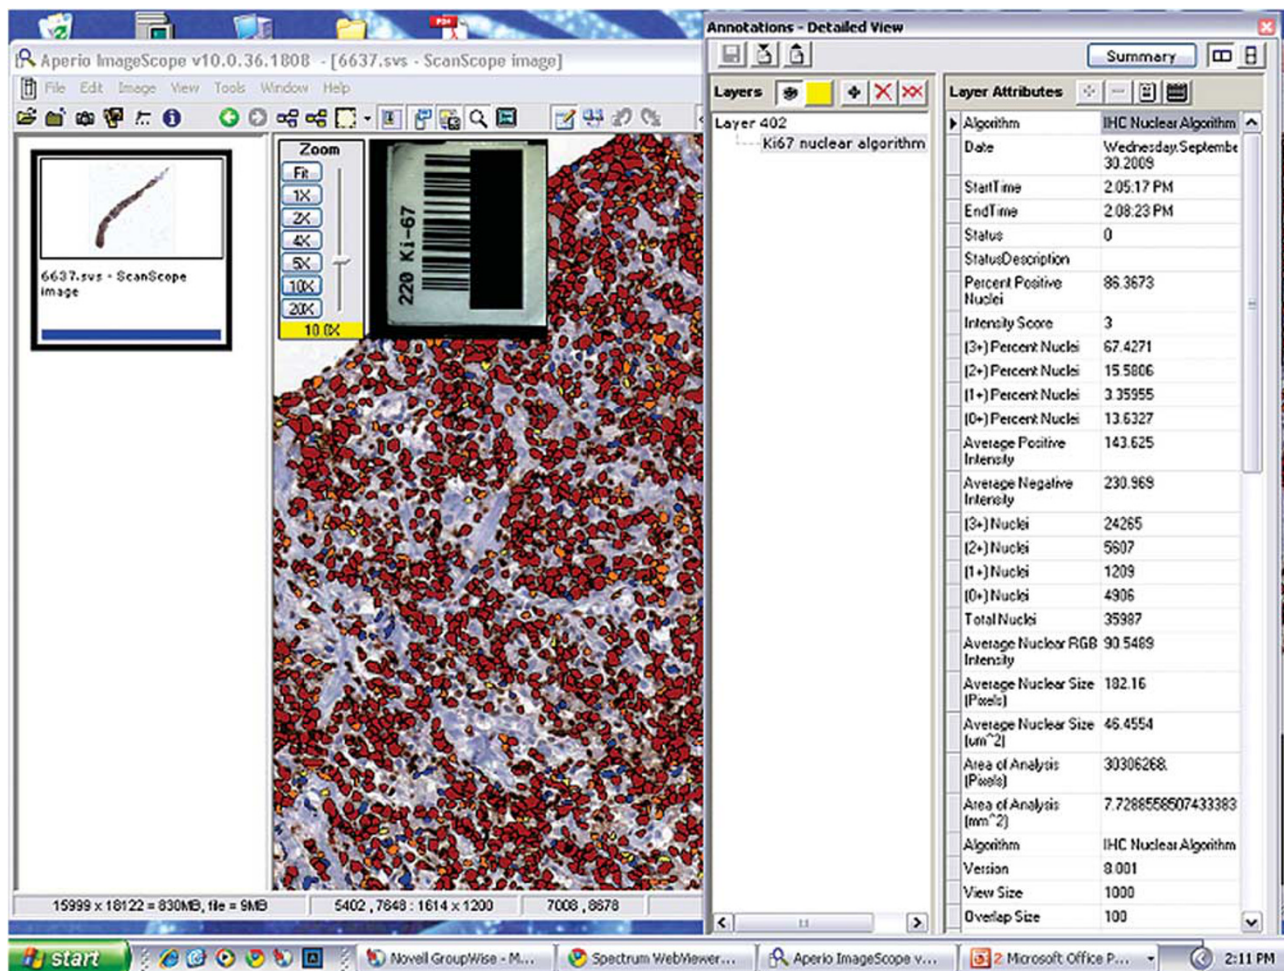 PDF
Annotations - Detailed View
Aperio ImageScope v10.0.36.1808 - [6637.svs - ScanScope image]
File Edit Image View Tools Window Help
Summary
Layers
Layer 402
Ki67 nuclear algorithm
Layer Attributes
Zoom
Fit
1X
2X
4X
5X
10X
20X
10.0X
220 Ki-67
6637.svs - ScanScope
image
Algorithm IHC Nuclear Algorithm
Date Wednesday,Septembe
30.2009
StartTime 2:05:17 PM
EndTime 2:08:23 PM
Status 0
StatusDescription
Percent Positive
Nuclei 86.3673
Intensity Score 3
(3+) Percent Nuclei 67.4271
(2+) Percent Nuclei 15.5806
(1+) Percent Nuclei 3.35955
(0+) Percent Nuclei 13.6327
Average Positive
Intensity 143.625
Average Negative
Intensity 230.969
(3+) Nuclei 24265
(2+) Nuclei 5607
(1+) Nuclei 1209
(0+) Nuclei 4906
Total Nuclei 35987
Average Nuclear RGB
Intensity 90.5489
Average Nuclear Size
(Pixels) 182.16
Average Nuclear Size
(um^2) 46.4554
Area of Analysis
(Pixels) 30306268.
Area of Analysis
(mm^2) 7.7288558507433383
Algorithm IHC Nuclear Algorithm
Version 8.001
View Size 1000
Overlap Size 100
15999 x 18122 = 830MB, file = 9MB
5402 ,7648 : 1614 x 1200
7008 ,8678
start
Novell GroupWise - M...
Spectrum WebViewer...
Aperio ImageScope v...
2 Microsoft Office P...
2:11 PM